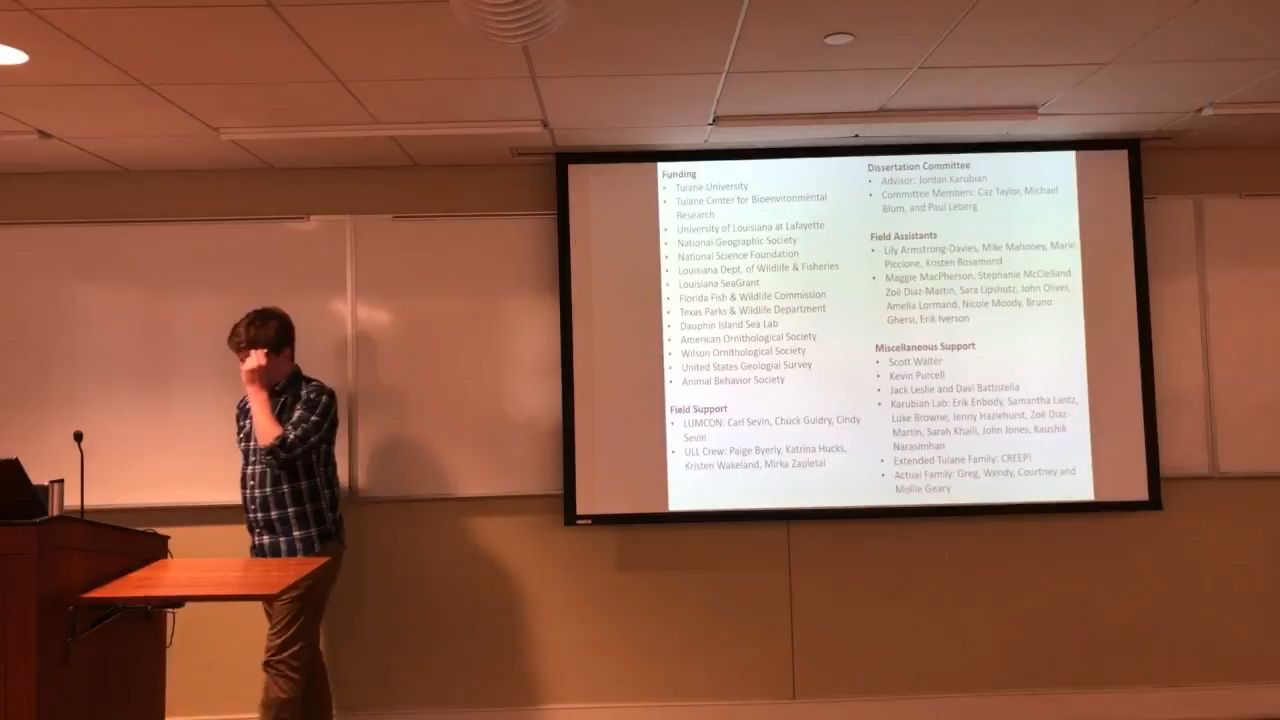 Funding
• Tulane University
• Tulane Center for Bioenvironmental
Research
• University of Louisiana at Lafayette
• National Geographic Society
• National Science Foundation
• Louisiana Dept. of Wildlife & Fisheries
• Louisiana SeaGrant
• Florida Fish & Wildlife Commission
• Texas Parks & Wildlife Department
• Dauphin Island Sea Lab
• American Ornithological Society
• Wilson Ornithological Society
• United States Geologial Survey
• Animal Behavior Society
Field Support
• LUMCON: Carl Sevin, Chuck Guidry, Cindy
Sevin
• ULL Crew: Paige Byerly, Katrina Hucks,
Kristen Wakeland, Mirka Zapletal
Dissertation Committee
• Advisor: Jordan Karubian
• Committee Members: Caz Taylor, Michael
Blum, and Paul Leberg
Field Assistants
• Lily Armstrong-Davies, Mike Mahoney, Marie
Piccione, Kristen Rosamond
• Maggie MacPherson, Stephanie McClelland,
Zoë Diaz-Martin, Sara Lipshutz, John Oliver,
Amelia Lormand, Nicole Moody, Bruno
Ghersi, Erik Iverson
Miscellaneous Support
• Scott Walter
• Kevin Purcell
• Jack Leslie and Davi Battistella
• Karubian Lab: Erik Enbody, Samantha Lantz,
Luke Browne, Jenny Hazlehurst, Zoë Diaz-
Martin, Sarah Khalil, John Jones, Kaushik
Narasimhan
• Extended Tulane Family: CREEP!
• Actual Family: Greg, Wendy, Courtney and
Mollie Geary